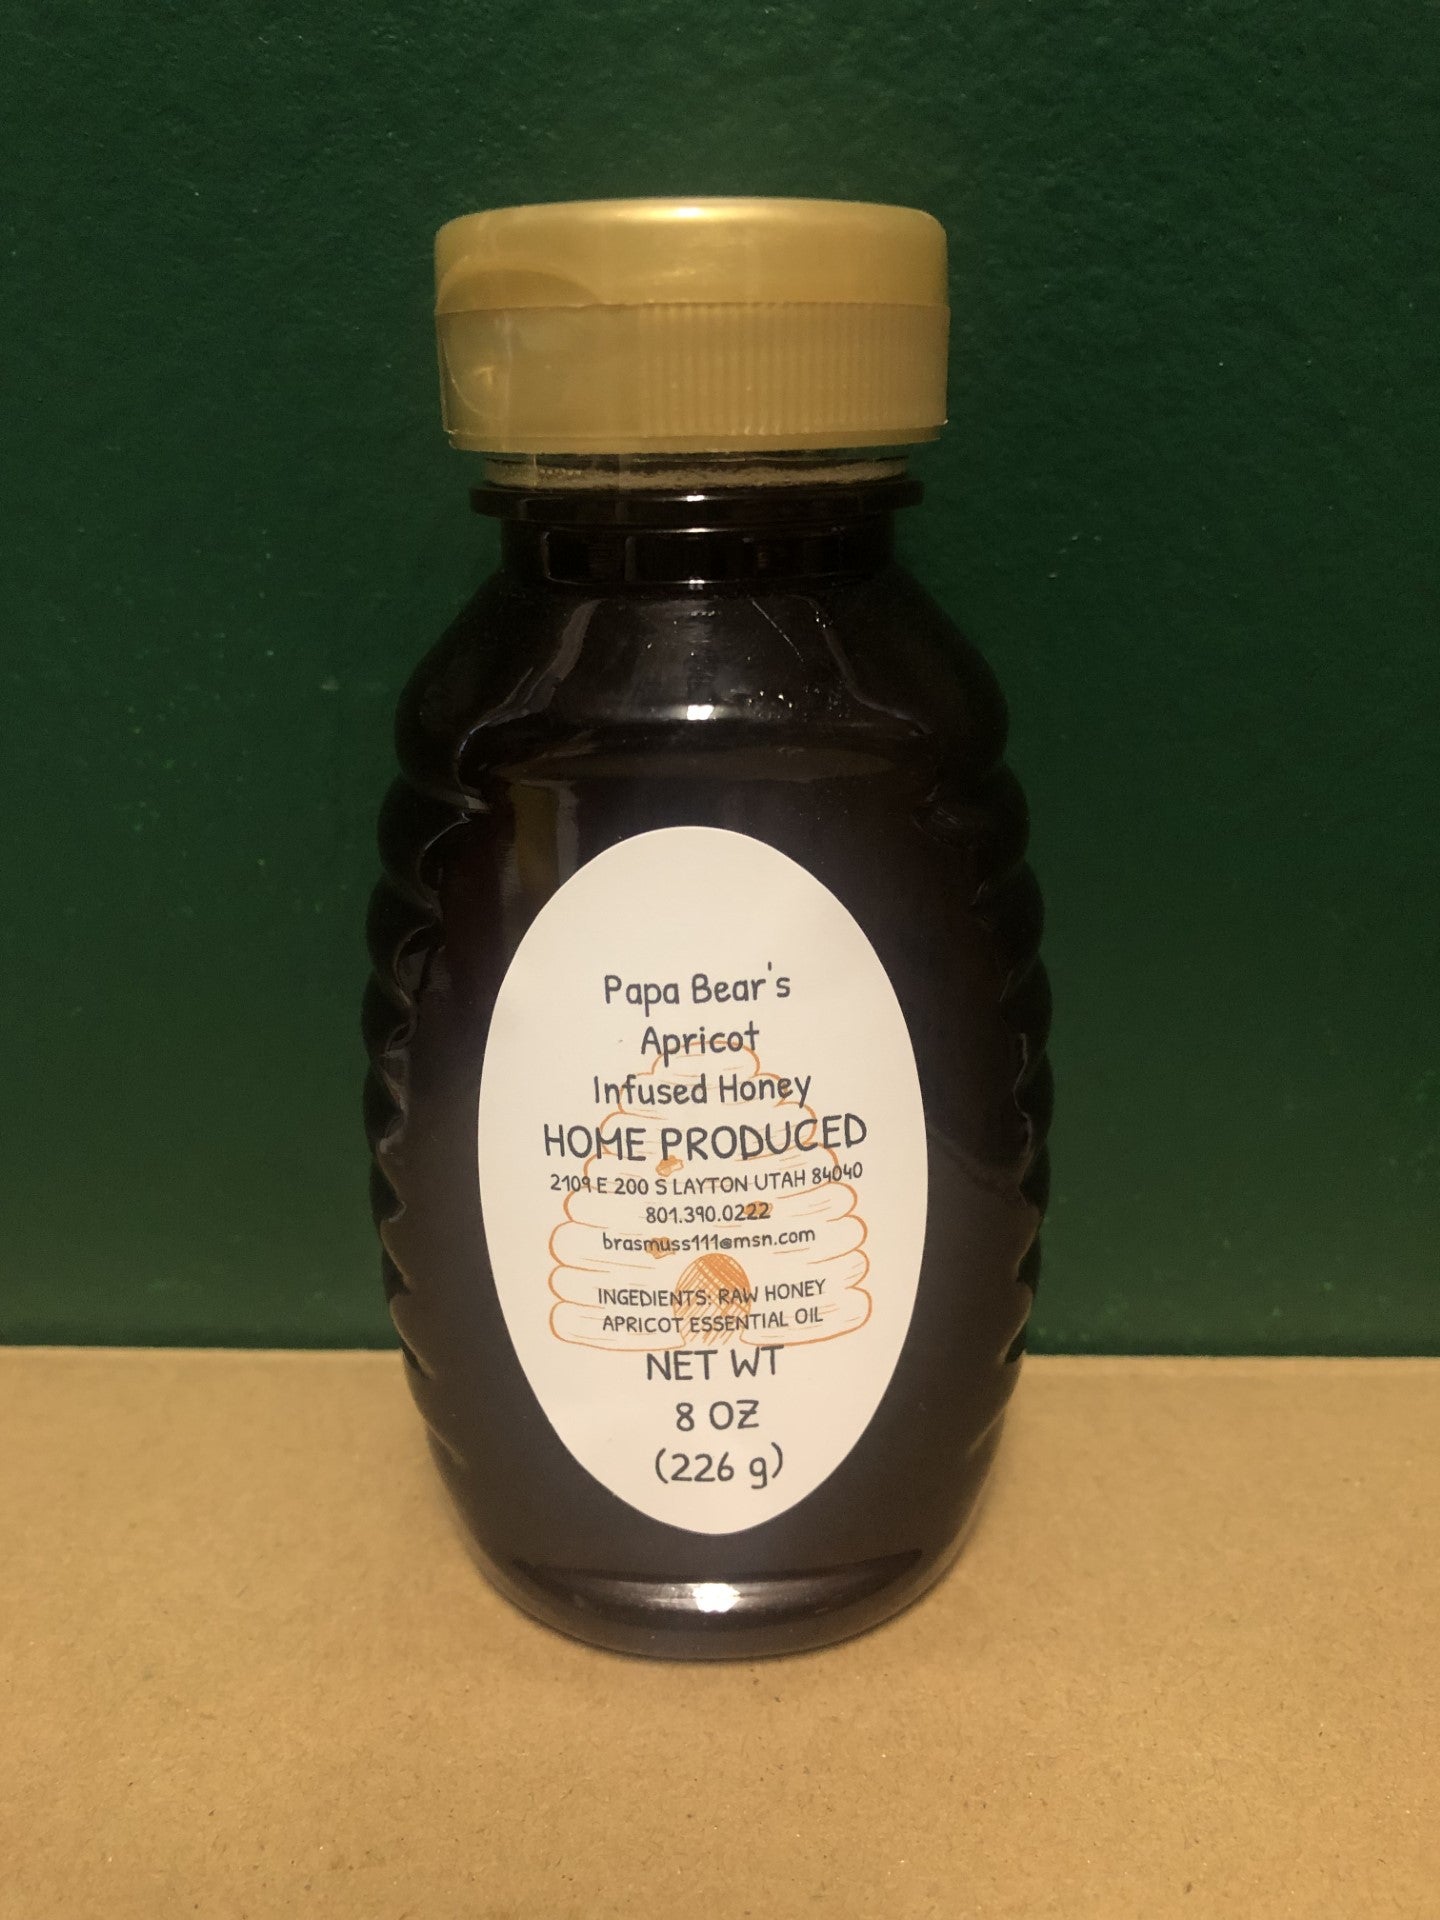 Papa Bear's
Apricot
Infused Honey
HOME PRODUCED
2109 E 200 S LAYTON UTAH 84040
801.390.0222
brasmuss111@msn.com
INGEDIENTS: RAW HONEY
APRICOT ESSENTIAL OIL
NET WT
8 OZ
(226 g)